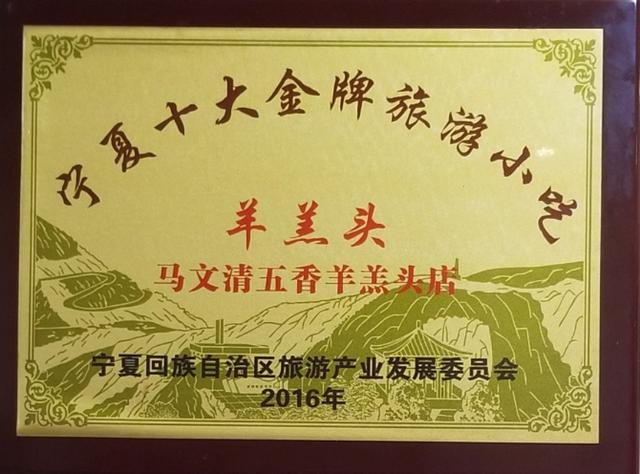 宁夏十大金牌旅游小吃
羊羔头
马文清五香羊羔头店
宁夏回族自治区旅游产业发展委员会
2016年